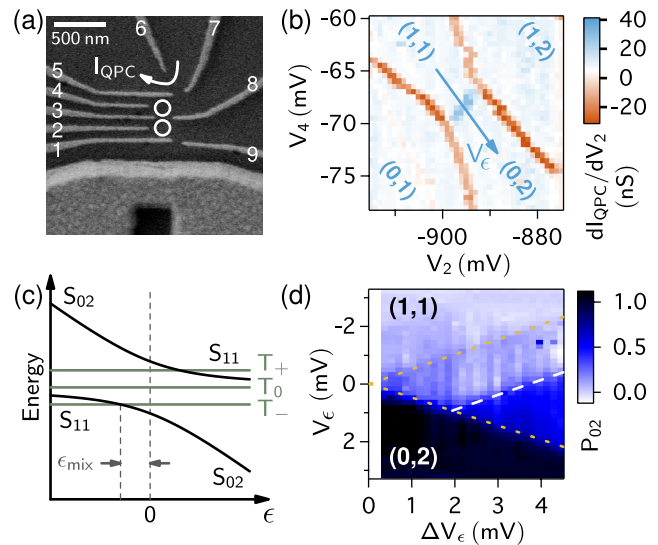 (a)
500 nm
6
7
I_QPC
5
4
3
2
1
8
9
(b)
-60
-65
-70
-75
V_4 (mV)
(1,1)
(1,2)
(0,1)
(0,2)
V_ϵ
-900
-880
V_2 (mV)
40
20
0
-20
dI_QPC/dV_2 (nS)
(c)
Energy
S_02
S_11
T_+
T_0
T_-
S_11
ϵ_mix
S_02
0
ϵ
(d)
(1,1)
(0,2)
-2
0
2
V_ϵ (mV)
0
1
2
3
4
ΔV_ϵ (mV)
1.0
0.5
0.0
P_02